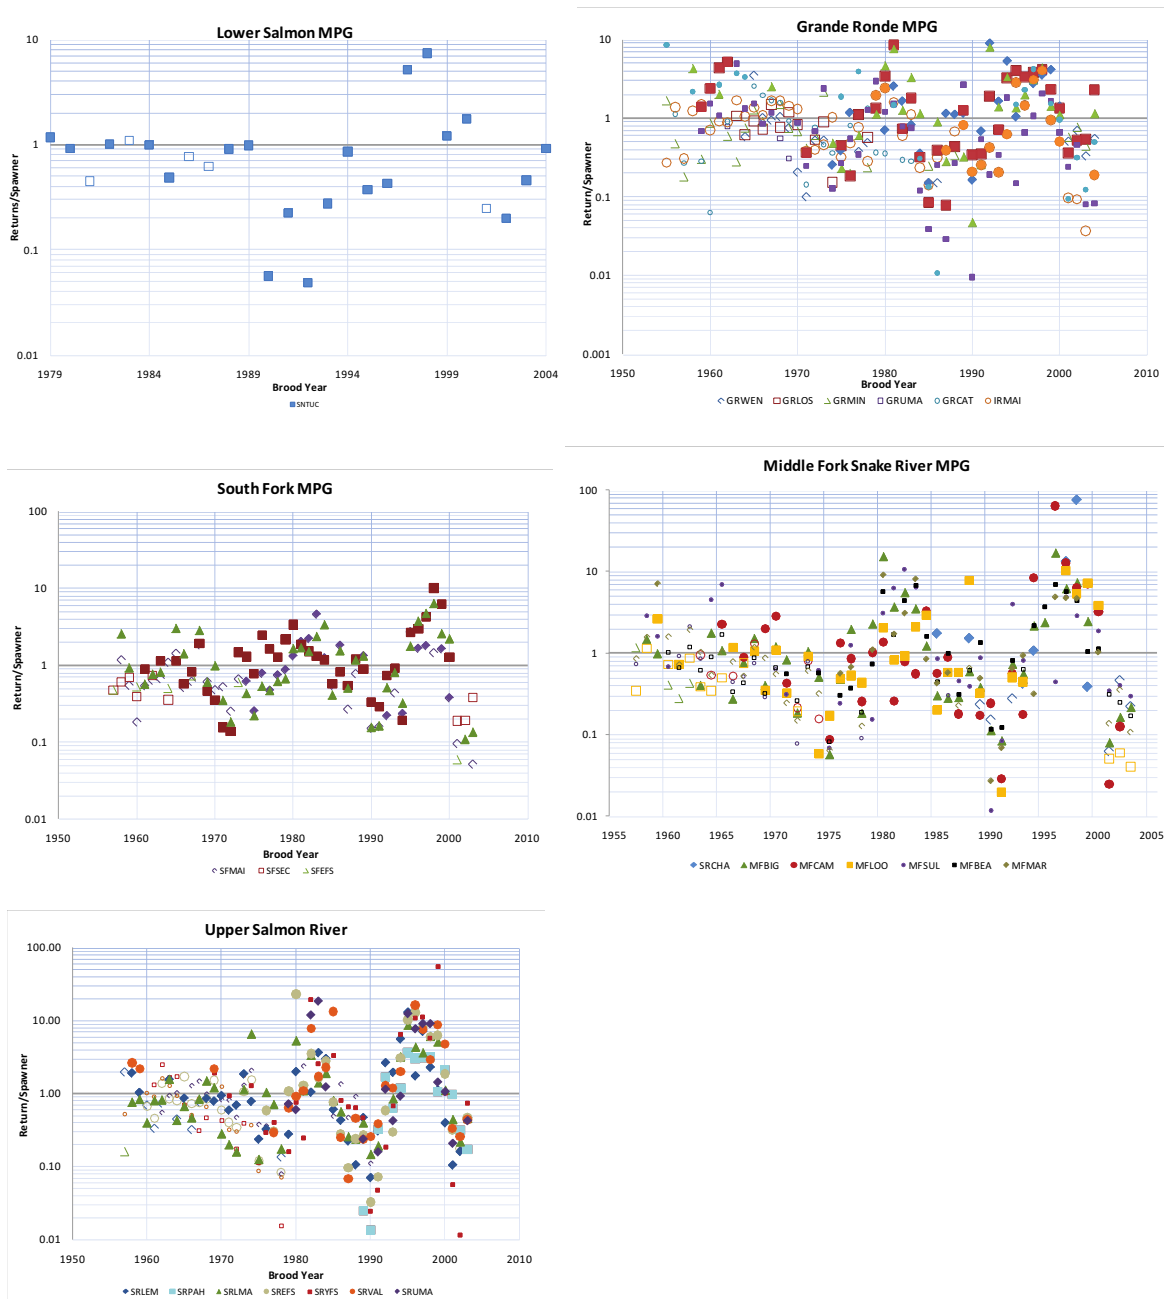 Lower Salmon MPG
10
1
0.1
0.01
Returns/Spawner
1979 1984 1989 1994 1999 2004
Brood Year
SNTUC
Grande Ronde MPG
10
1
0.1
0.01
0.001
Return/Spawner
1950 1960 1970 1980 1990 2000 2010
Brood Year
GRWEN GRLOS GRMIN GRUMA GRCAT IRMAI
South Fork MPG
100
10
1
0.1
0.01
Return/Spawner
1950 1960 1970 1980 1992 2000 2010
Brood Year
SFMAI SFSEC SFEFS
Middle Fork Snake River MPG
100
10
1
0.1
0.01
Return/Spawner
1955 1960 1965 1970 1975 1980 1985 1990 1995 2000 2005
Brood Year
SRCHA MFBIG MFCAM MFLOO MFSUL MFBEA MFMAR
Upper Salmon River
100.00
10.00
1.00
0.10
0.01
Return/spawner
1950 1960 1970 1980 1990 2000 2010
Brood Year
SRLEM SRPAH SRLMA SREFS SRYFS SRVAL SRUMA